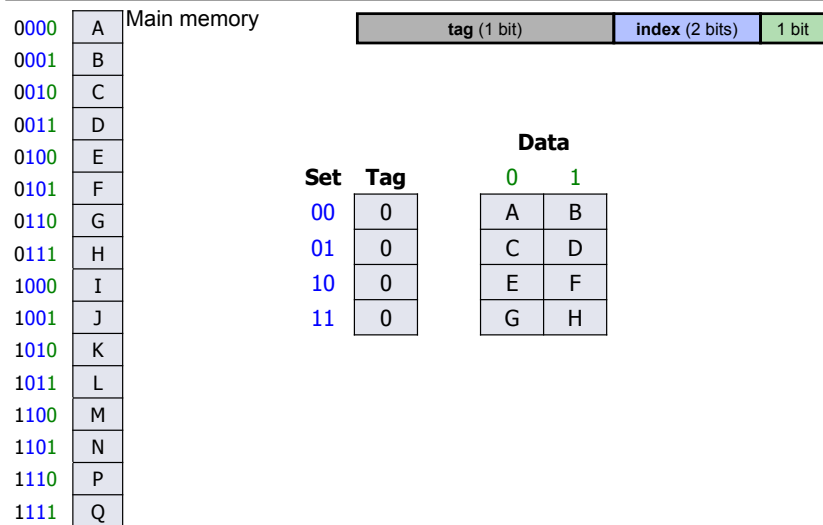 Main memory
tag (1 bit) index (2 bits) 1 bit
0000 A
0001 B
0010 C
0011 D
0100 E
0101 F
0110 G
0111 H
1000 I
1001 J
1010 K
1011 L
1100 M
1101 N
1110 P
1111 Q
Data
Set Tag 0 1
00 0 A B
01 0 C D
10 0 E F
11 0 G H